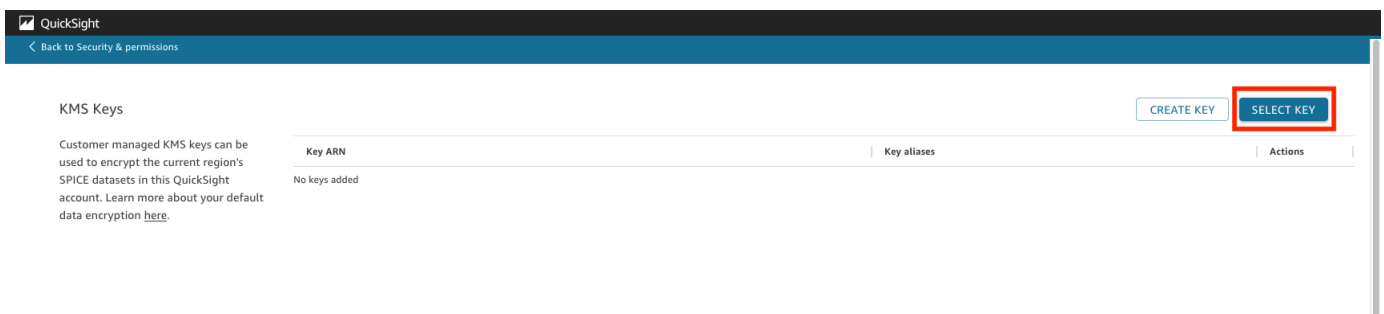 QuickSight
Back to Security & permissions
KMS Keys
CREATE KEY
SELECT KEY
Customer managed KMS keys can be
used to encrypt the current region's
SPICE datasets in this QuickSight
account. Learn more about your default
data encryption here.
Key ARN
Key aliases
Actions
No keys added